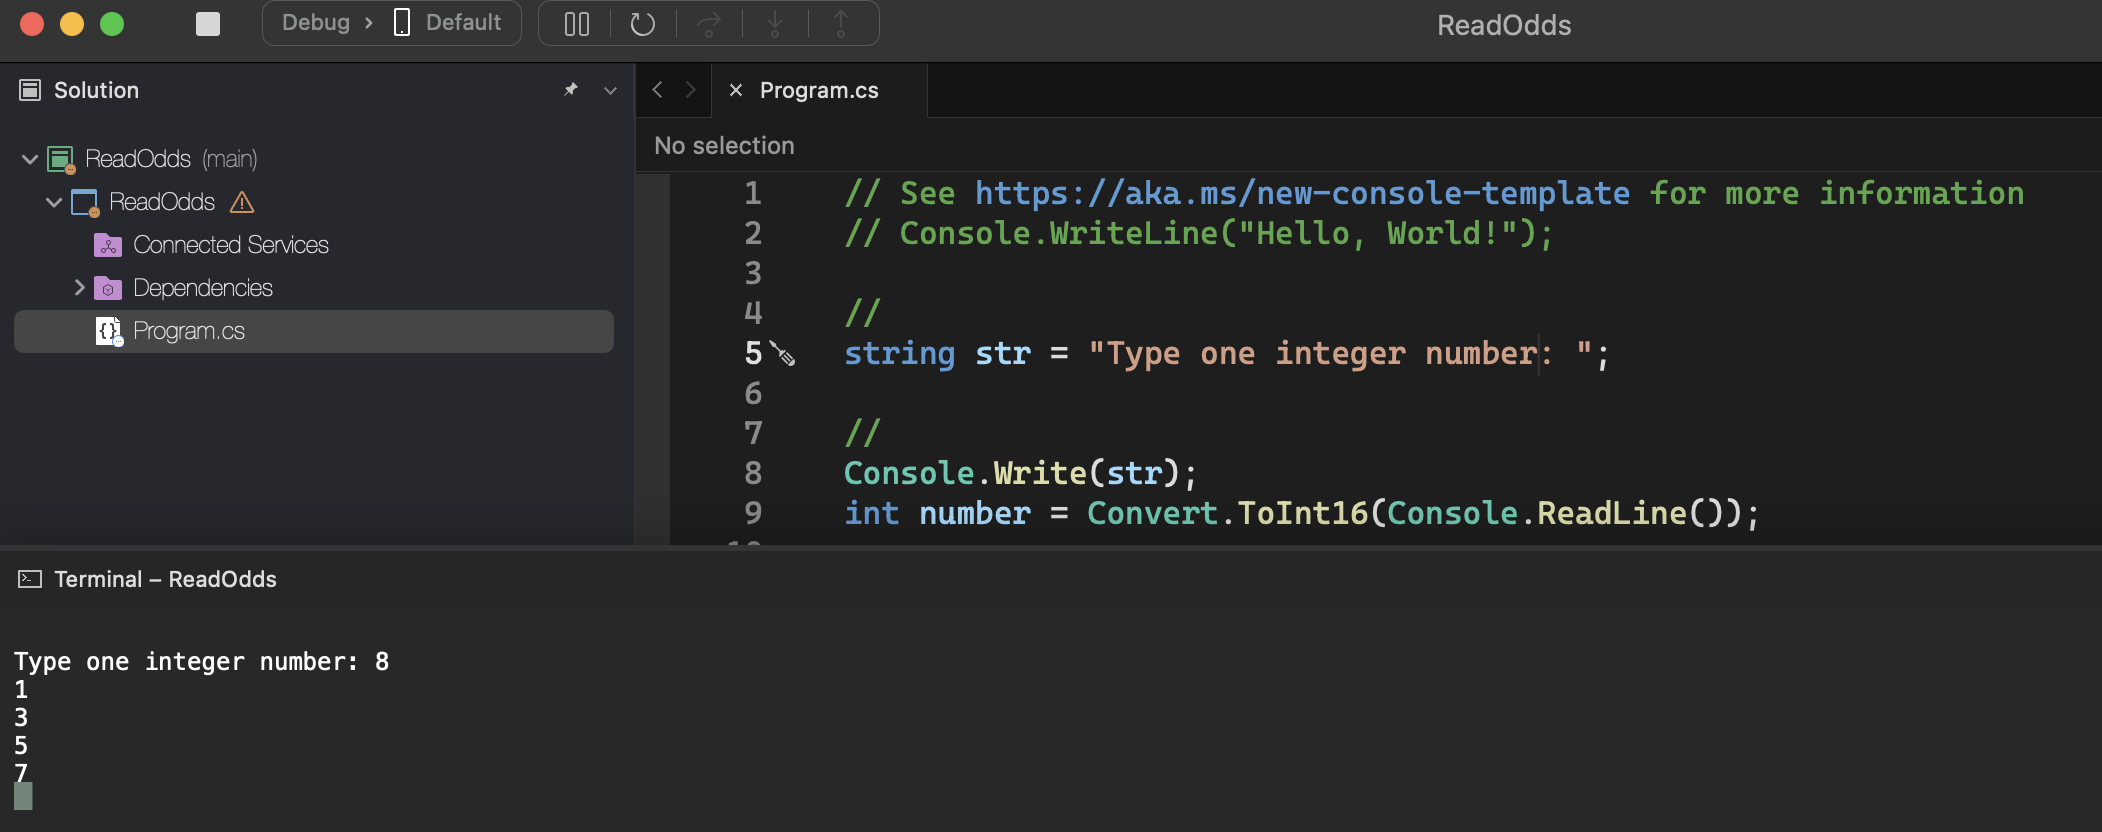 Debug › Default
ReadOdds
Solution
Program.cs
No selection
ReadOdds (main)
ReadOdds
Connected Services
Dependencies
Program.cs
1 // See https://aka.ms/new-console-template for more information
2 // Console.WriteLine("Hello, World!");
3
4 //
5 string str = "Type one integer number: ";
6
7 //
8 Console.Write(str);
9 int number = Convert.ToInt16(Console.ReadLine());
Terminal – ReadOdds
Type one integer number: 8
1
3
5
7